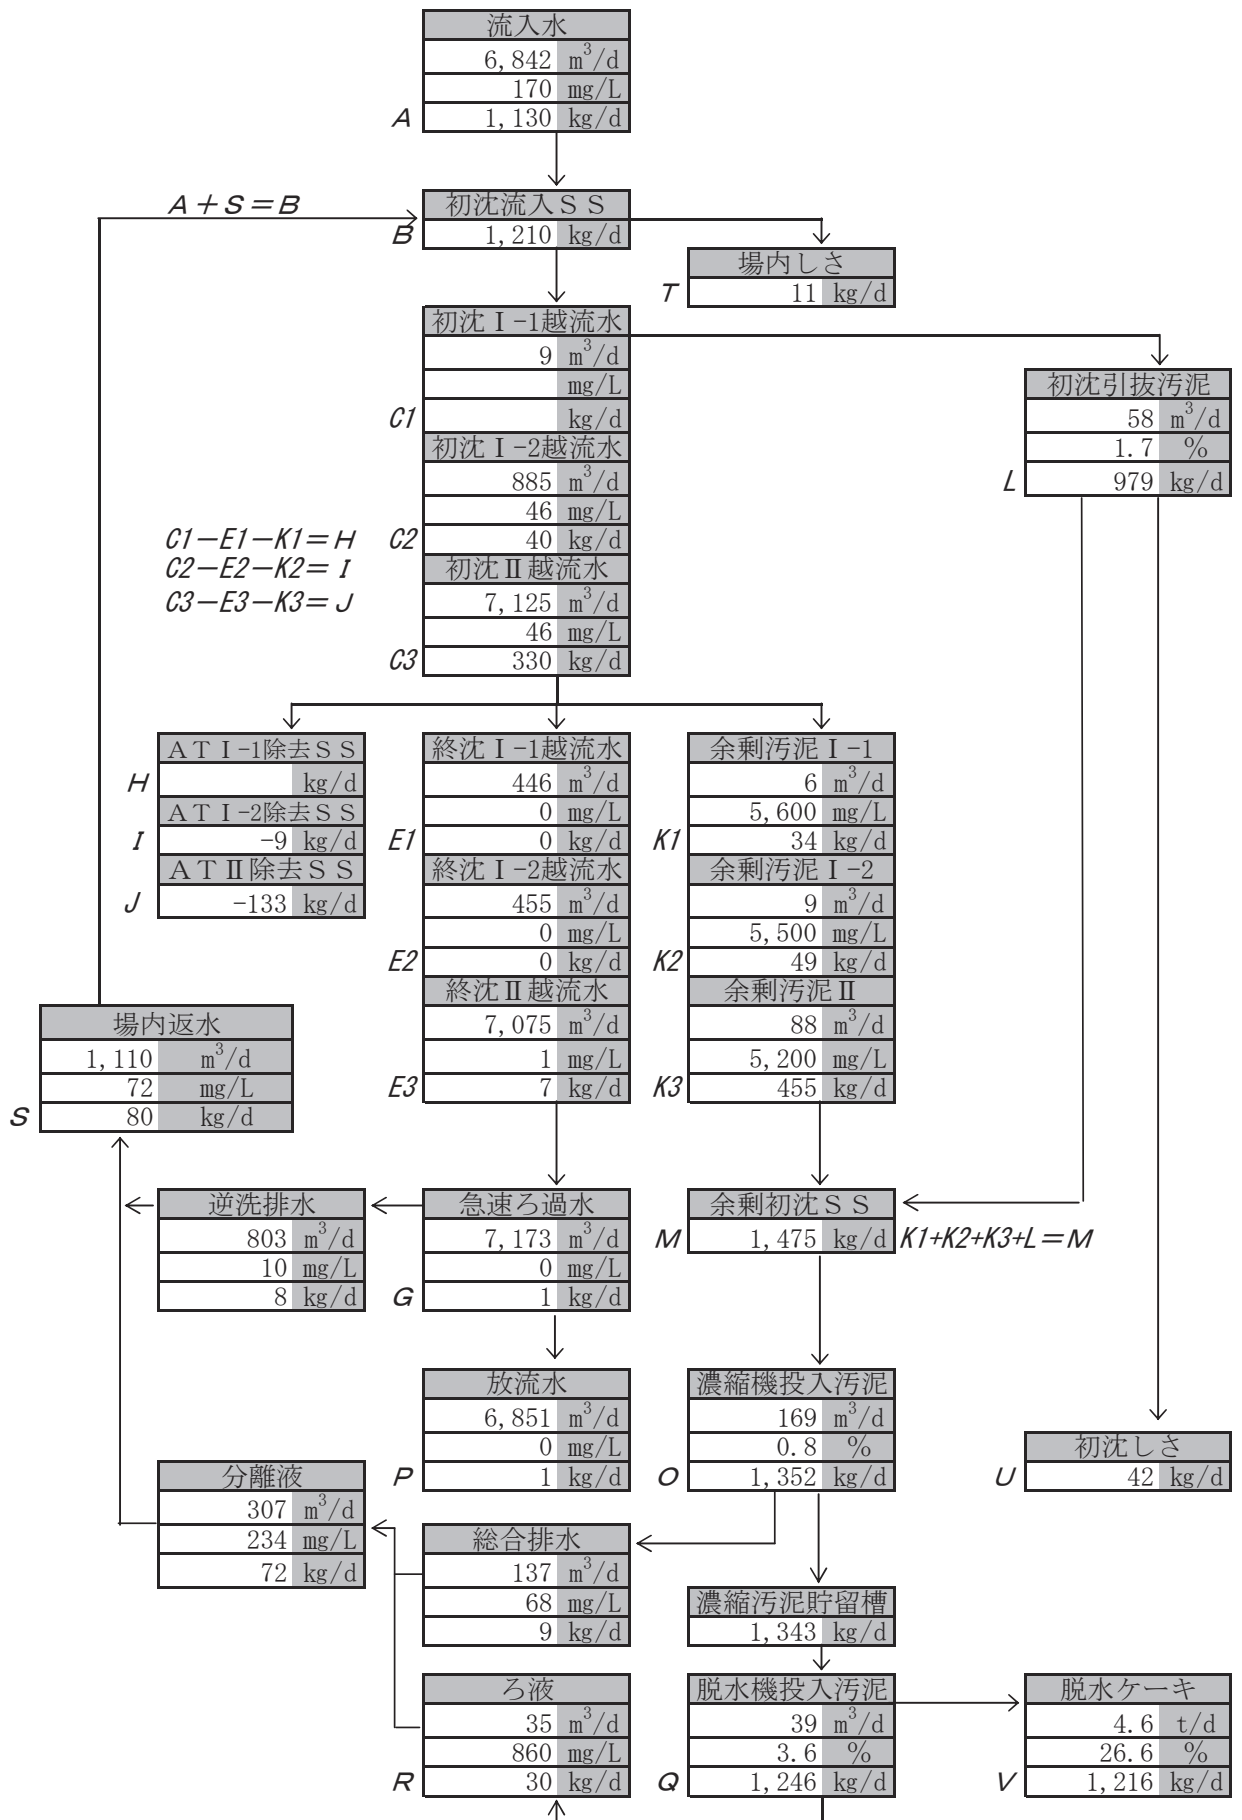 流入水
6,842 m³/d
170 mg/L
A 1,130 kg/d
A＋S＝B
初沈流入ＳＳ
B 1,210 kg/d
場内しさ
T 11 kg/d
初沈Ⅰ-1越流水
9 m³/d
mg/L
C1 kg/d
初沈Ⅰ-2越流水
885 m³/d
46 mg/L
C2 40 kg/d
初沈Ⅱ越流水
7,125 m³/d
46 mg/L
C3 330 kg/d
初沈引抜汚泥
58 m³/d
1.7 %
L 979 kg/d
C1－E1－K1＝H
C2－E2－K2＝I
C3－E3－K3＝J
ＡＴⅠ-1除去ＳＳ
H kg/d
ＡＴⅠ-2除去ＳＳ
I -9 kg/d
ＡＴⅡ除去ＳＳ
J -133 kg/d
終沈Ⅰ-1越流水
446 m³/d
0 mg/L
E1 0 kg/d
終沈Ⅰ-2越流水
455 m³/d
0 mg/L
E2 0 kg/d
終沈Ⅱ越流水
7,075 m³/d
1 mg/L
E3 7 kg/d
余剰汚泥Ⅰ-1
6 m³/d
5,600 mg/L
K1 34 kg/d
余剰汚泥Ⅰ-2
9 m³/d
5,500 mg/L
K2 49 kg/d
余剰汚泥Ⅱ
88 m³/d
5,200 mg/L
K3 455 kg/d
場内返水
1,110 m³/d
72 mg/L
S 80 kg/d
逆洗排水
803 m³/d
10 mg/L
8 kg/d
急速ろ過水
7,173 m³/d
0 mg/L
G 1 kg/d
余剰初沈ＳＳ
M 1,475 kg/d K1+K2+K3+L＝M
放流水
6,851 m³/d
0 mg/L
P 1 kg/d
濃縮機投入汚泥
169 m³/d
0.8 %
O 1,352 kg/d
初沈しさ
U 42 kg/d
分離液
307 m³/d
234 mg/L
72 kg/d
総合排水
137 m³/d
68 mg/L
9 kg/d
濃縮汚泥貯留槽
1,343 kg/d
ろ液
35 m³/d
860 mg/L
R 30 kg/d
脱水機投入汚泥
39 m³/d
3.6 %
Q 1,246 kg/d
脱水ケーキ
4.6 t/d
26.6 %
V 1,216 kg/d